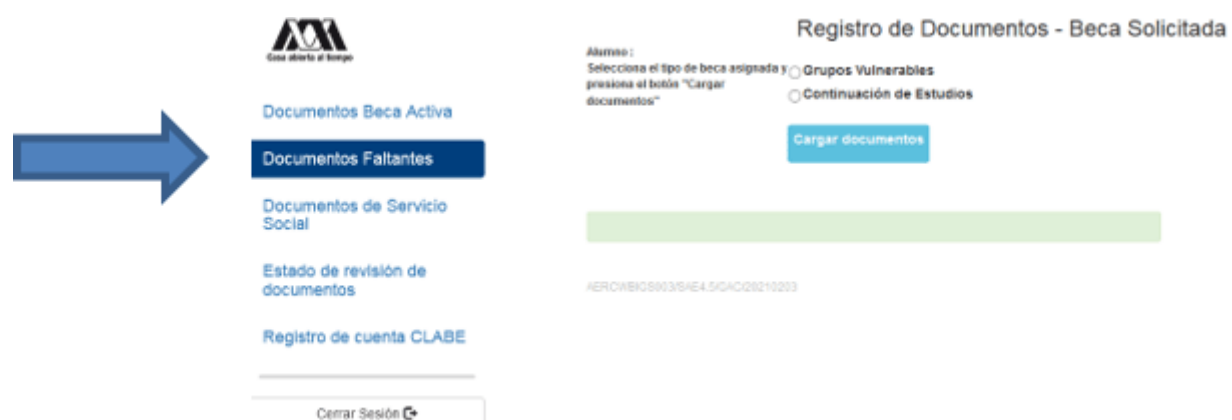 Casa abierta al tiempo
Documentos Beca Activa
Documentos Faltantes
Documentos de Servicio
Social
Estado de revisión de
documentos
Registro de cuenta CLABE
Cerrar Sesión
Registro de Documentos - Beca Solicitada
Alumno :
Selecciona el tipo de beca asignada y
presiona el botón "Cargar
documentos"
Grupos Vulnerables
Continuación de Estudios
Cargar documentos